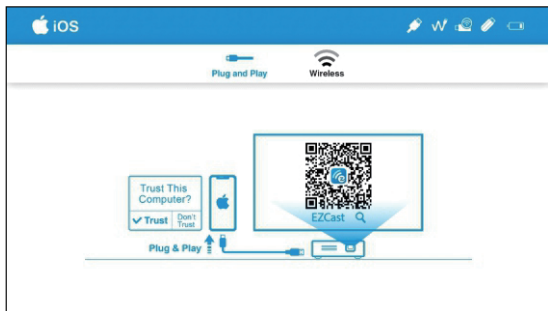 iOS
Plug and Play
Wireless
Trust This
Computer?
Trust
Don't
Trust
Plug & Play
EZCast